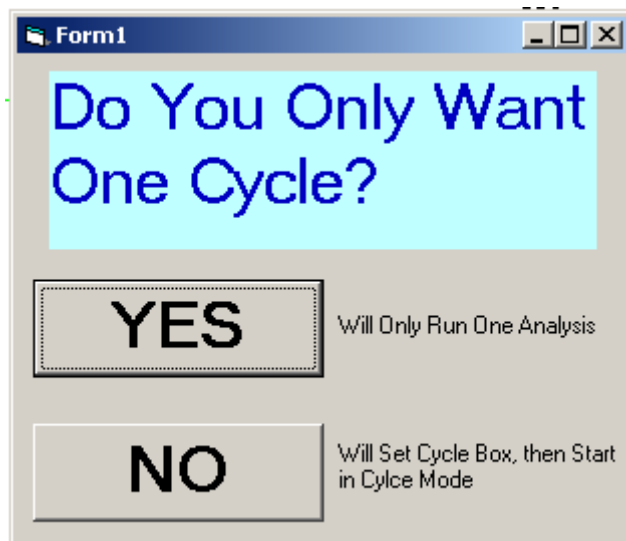 Form1
Do You Only Want
One Cycle?
YES
Will Only Run One Analysis
NO
Will Set Cycle Box, then Start
in Cylce Mode